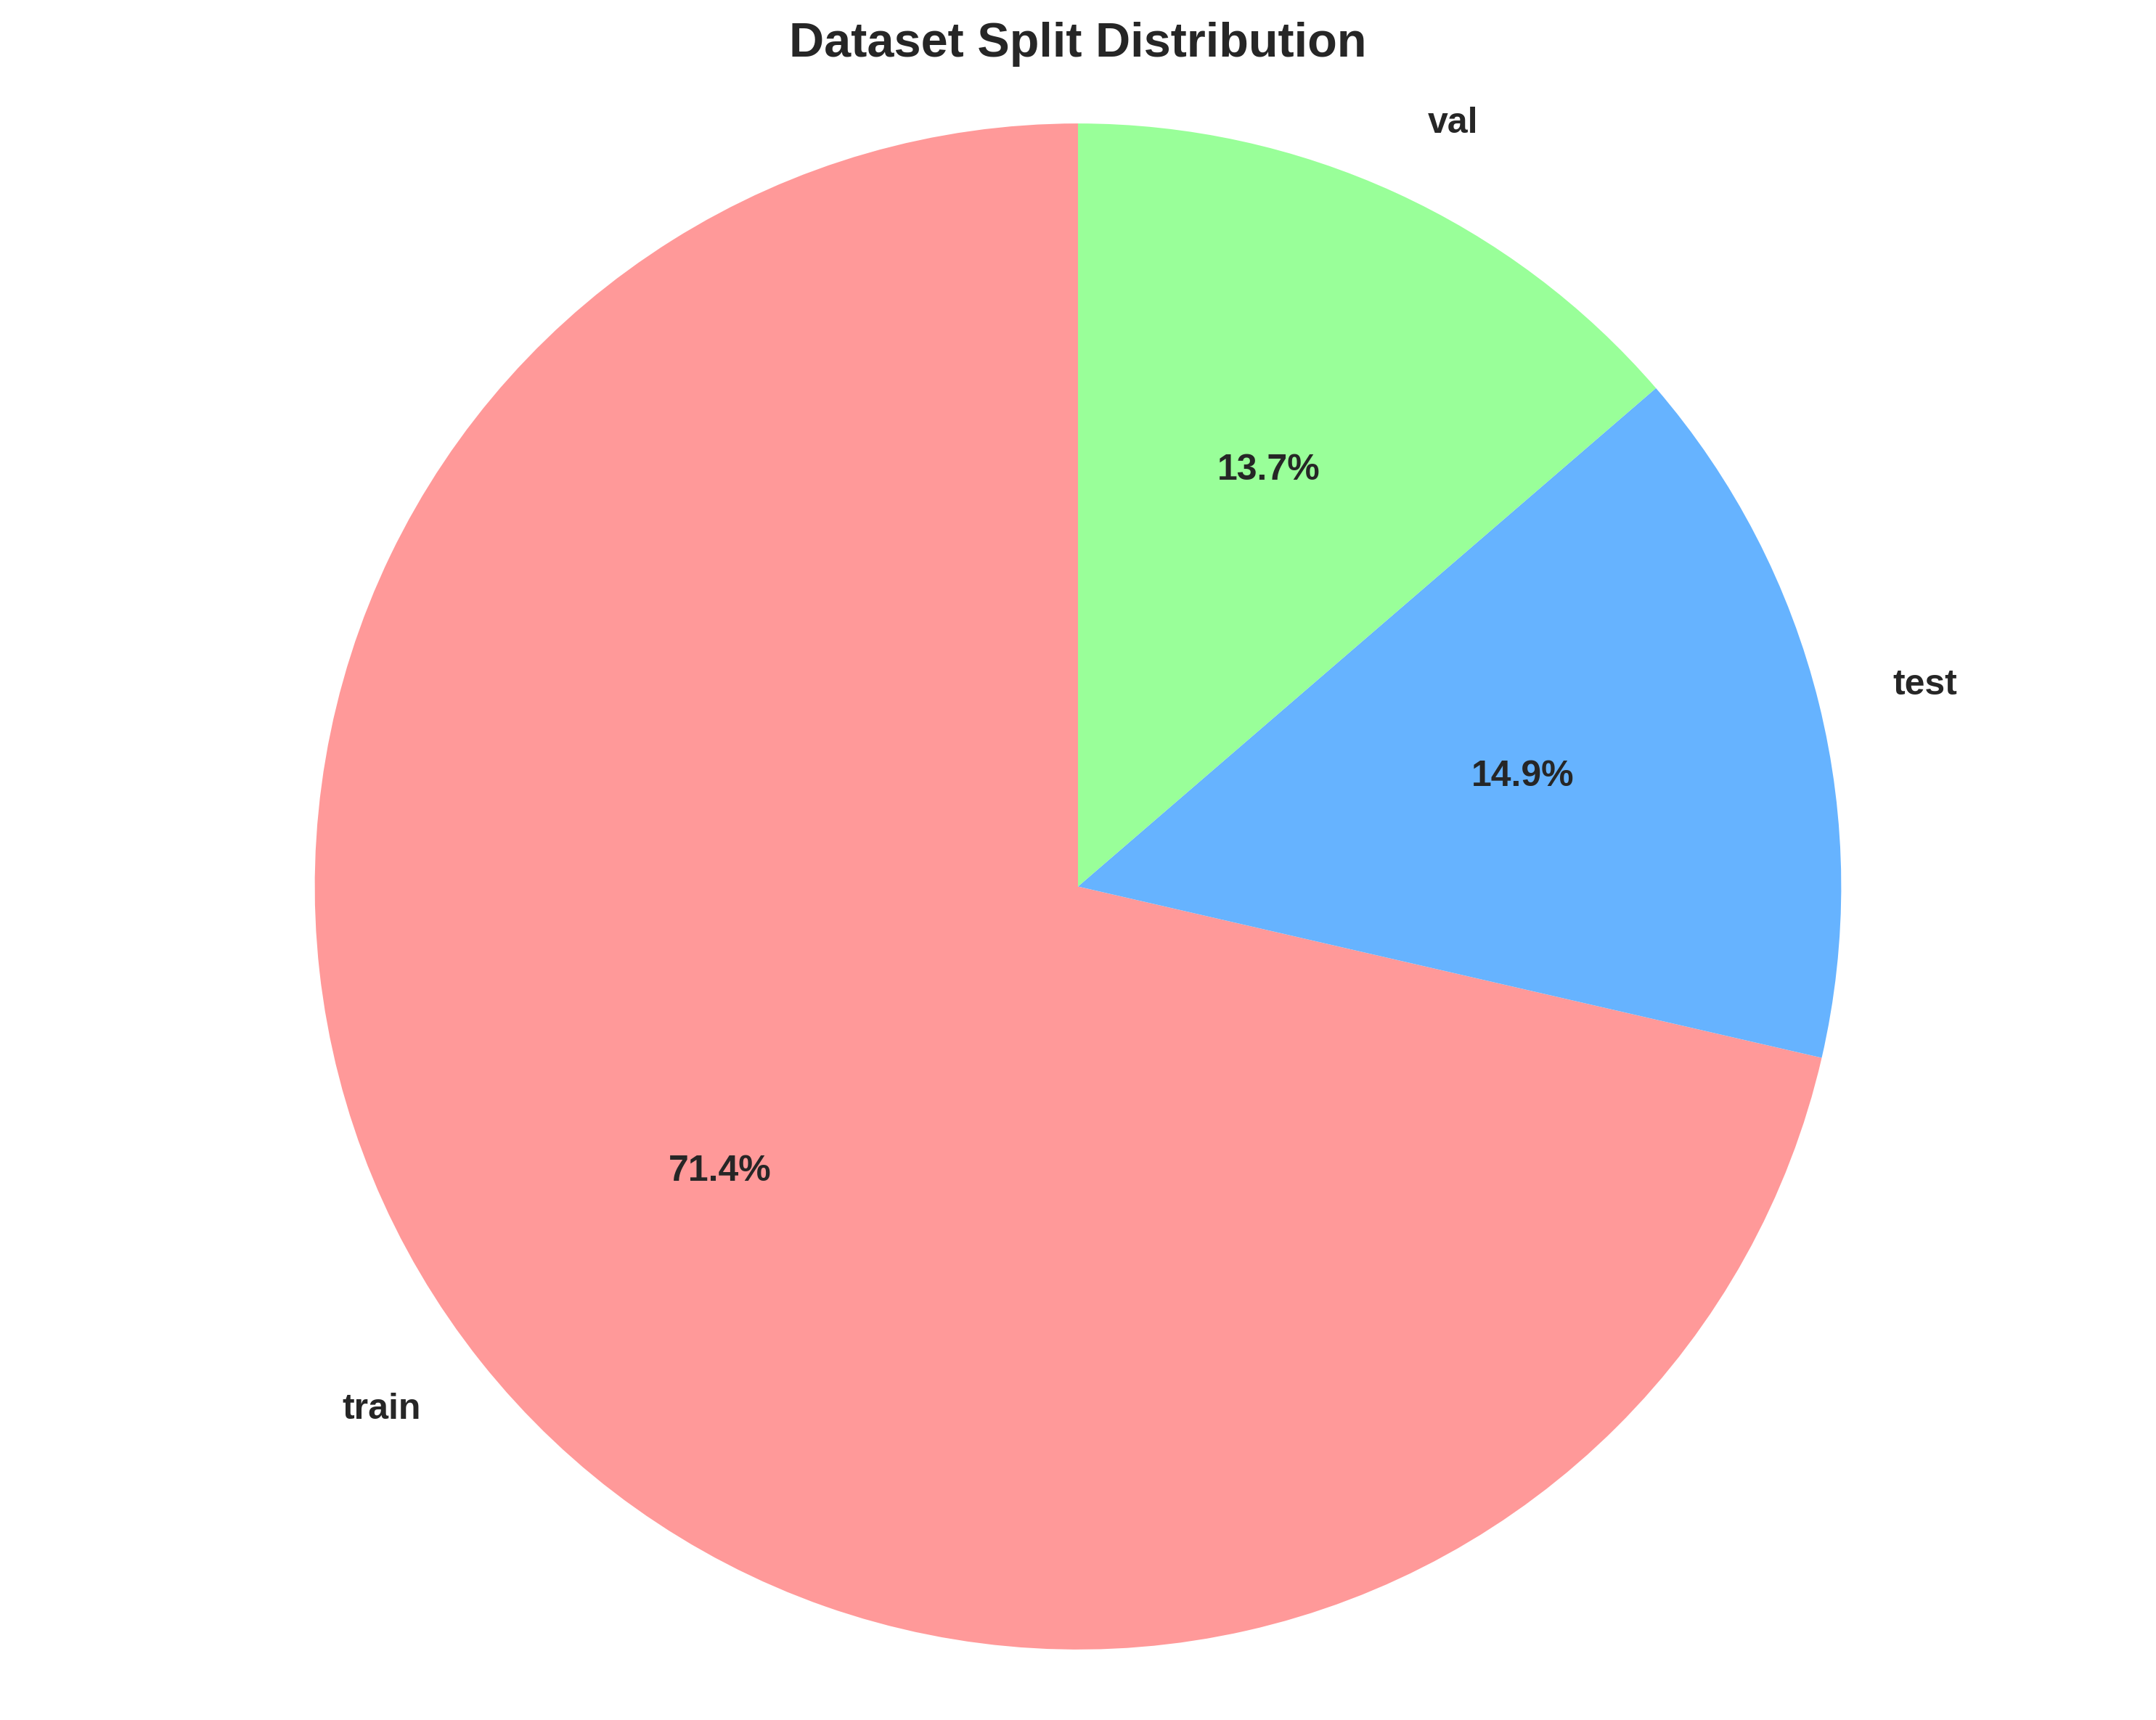 Dataset Split Distribution
val
13.7%
test
14.9%
71.4%
train